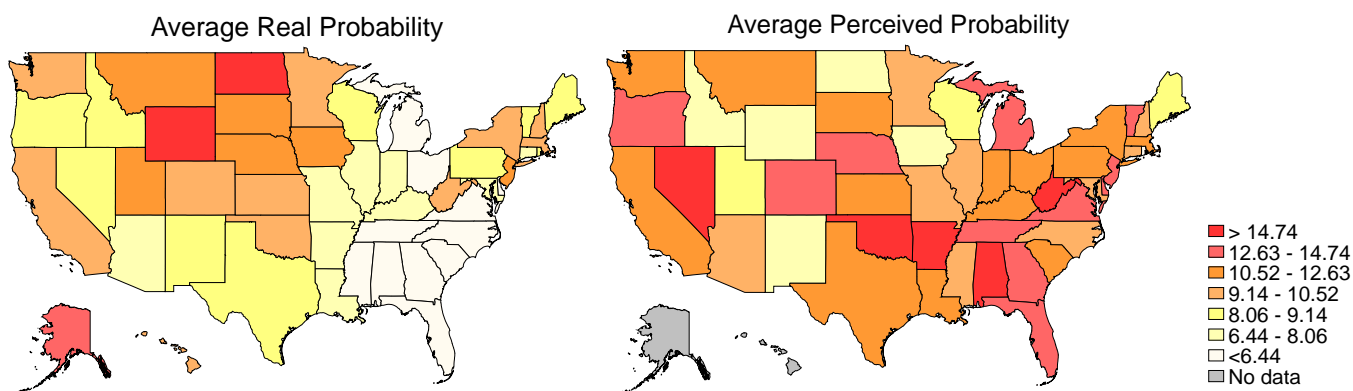 Average Real Probability
Average Perceived Probability
> 14.74
12.63 - 14.74
10.52 - 12.63
9.14 - 10.52
8.06 - 9.14
6.44 - 8.06
<6.44
No data